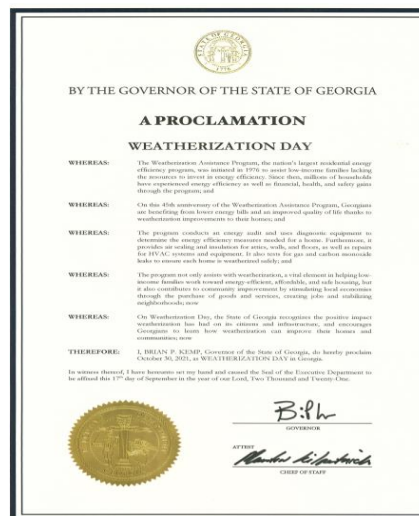 STATE OF GEORGIA
1776
BY THE GOVERNOR OF THE STATE OF GEORGIA
A PROCLAMATION
WEATHERIZATION DAY
WHEREAS: The Weatherization Assistance Program, the nation's largest residential energy
efficiency program, was initiated in 1976 to assist low-income families lacking
the resources to invest in energy efficiency. Since then, millions of households
have experienced energy efficiency as well as financial, health, and safety gains
through the program; and
WHEREAS: On this 45th anniversary of the Weatherization Assistance Program, Georgians
are benefiting from lower energy bills and an improved quality of life thanks to
weatherization improvements to their homes; and
WHEREAS: The program conducts an energy audit and uses diagnostic equipment to
determine the energy efficiency measures needed for a home. Furthermore, it
provides air sealing and insulation for attics, walls, and floors, as well as repairs
for HVAC systems and equipment. It also tests for gas and carbon monoxide
leaks to ensure each home is weatherized safely; and
WHEREAS: The program not only assists with weatherization, a vital element in helping low-
income families work toward energy-efficient, affordable, and safe housing, but
it also contributes to community improvement by stimulating local economies
through the purchase of goods and services, creating jobs and stabilizing
neighborhoods; now
WHEREAS: On Weatherization Day, the State of Georgia recognizes the positive impact
weatherization has had on its citizens and infrastructure, and encourages
Georgians to learn how weatherization can improve their homes and
communities; now
THEREFORE: I, BRIAN P. KEMP, Governor of the State of Georgia, do hereby proclaim
October 30, 2021, as WEATHERIZATION DAY in Georgia.
In witness thereof, I have hereunto set my hand and caused the Seal of the Executive Department to
be affixed this 17th day of September in the year of our Lord, Two Thousand and Twenty-One.
GOVERNOR
ATTEST
CHIEF OF STAFF